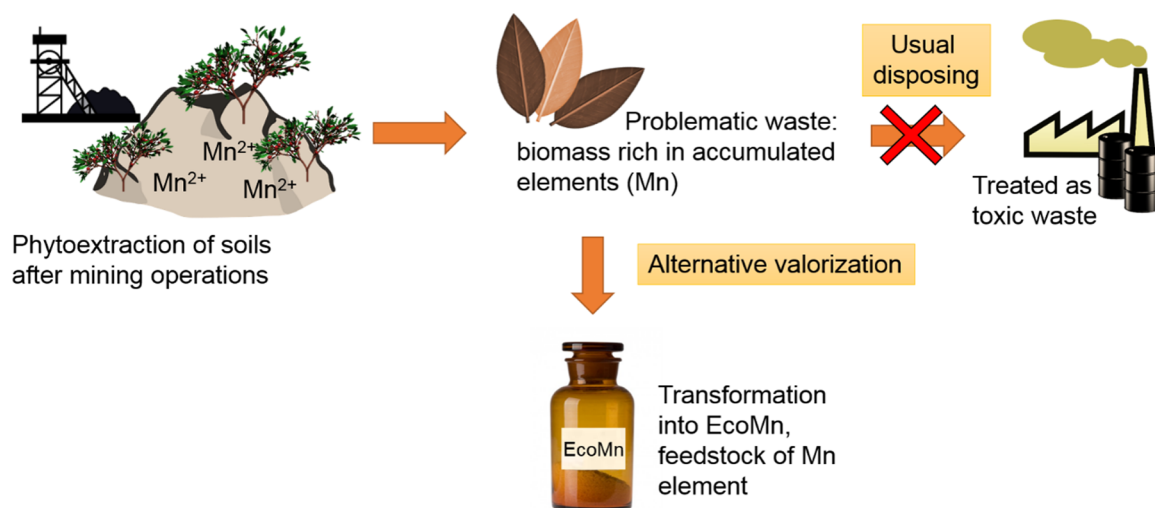 Mn2+
Mn2+
Mn2+
Phytoextraction of soils
after mining operations
Problematic waste:
biomass rich in accumulated
elements (Mn)
Usual
disposing
Treated as
toxic waste
Alternative valorization
EcoMn
Transformation
into EcoMn,
feedstock of Mn
element